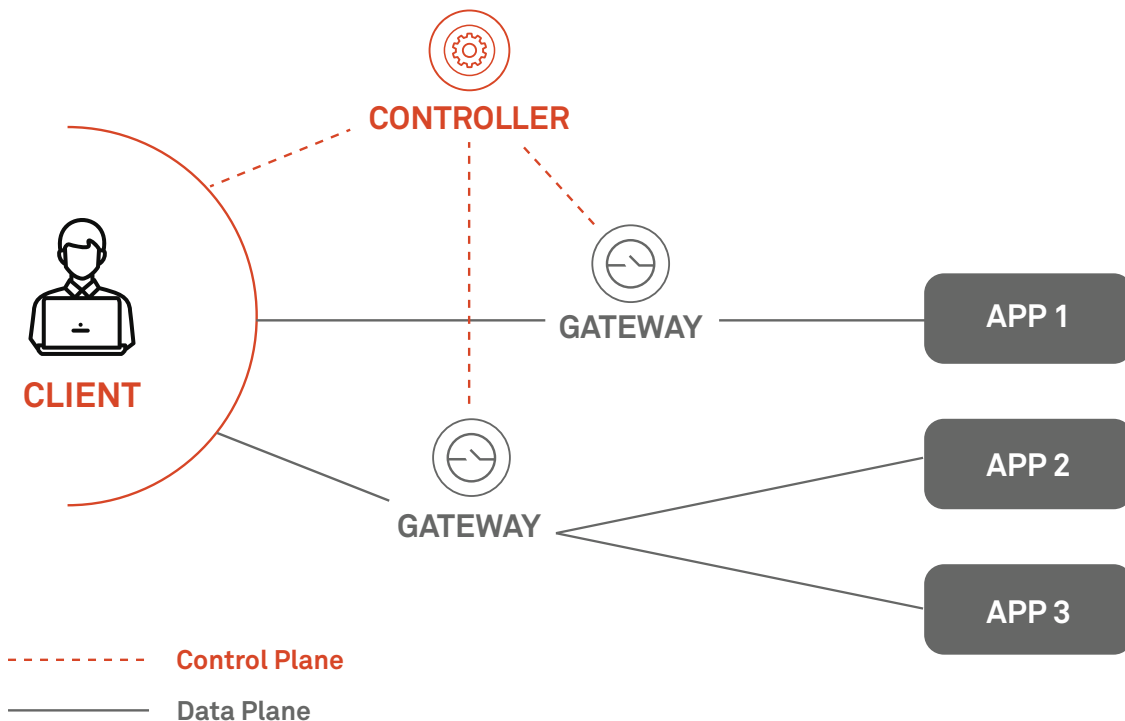 CONTROLLER
CLIENT
GATEWAY
APP 1
GATEWAY
APP 2
APP 3
Control Plane
Data Plane